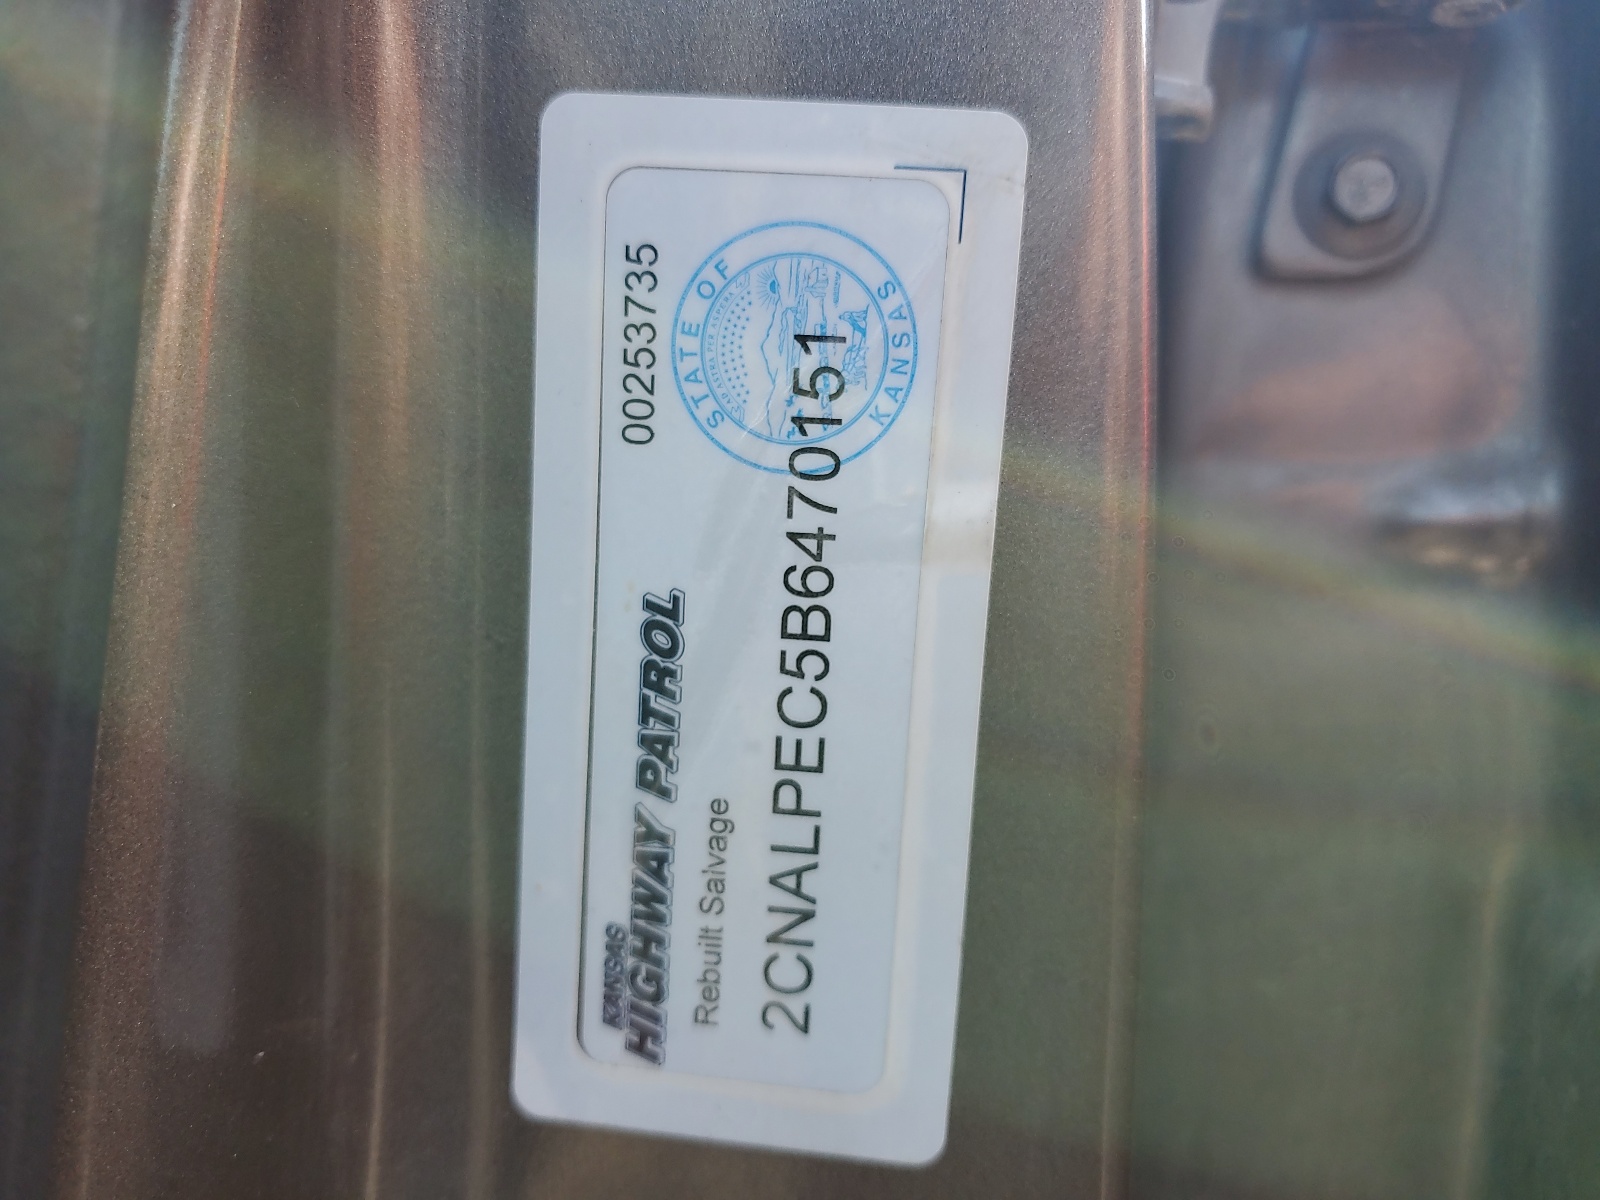 KANSAS
HIGHWAY PATROL
00253735
Rebuilt Salvage
2CNALPEC5B6470151
STATE OF
KANSAS
AD ASTRA PER ASPERA